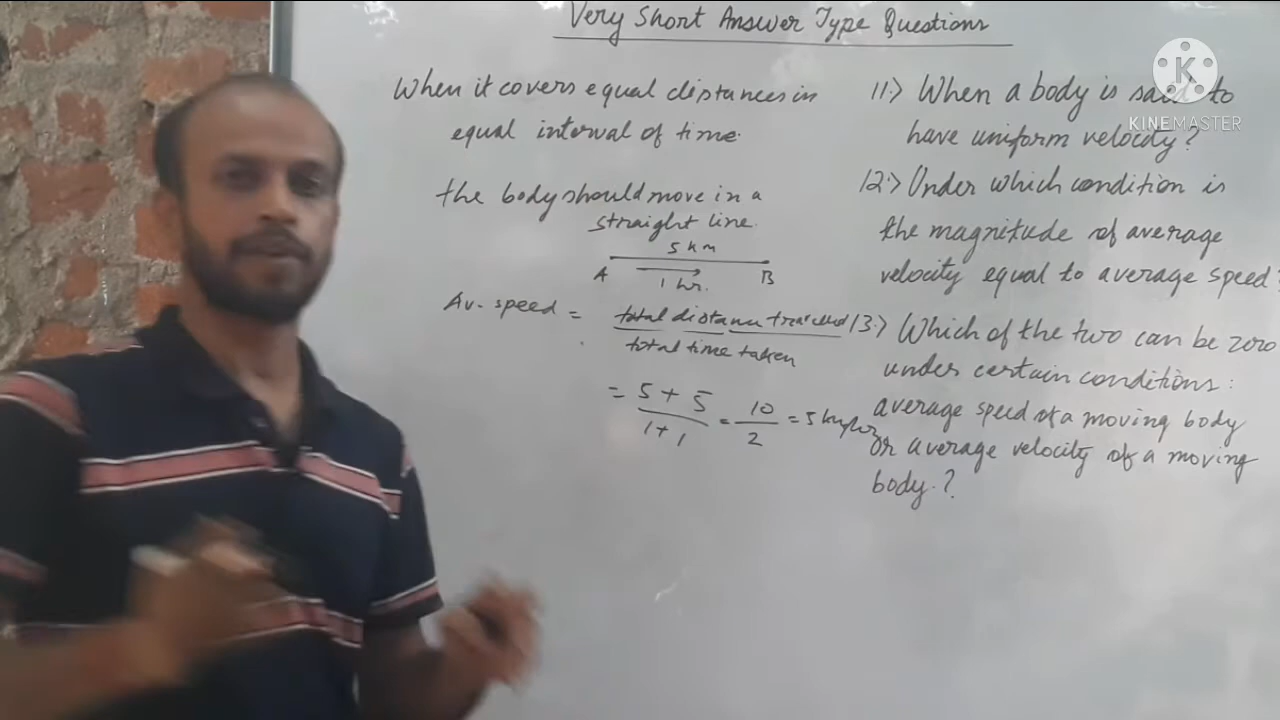 Very Short Answer Type Questions
When it covers equal distances in
equal interval of time.
the body should move in a
straight line.
5 km
A B
1 hr.
Av. speed = total distance travelled
total time taken
= 5 + 5
1 + 1
= 10
2
= 5 km/hr
11.> When a body is said to
have uniform velocity?
12.> Under which condition is
the magnitude of average
velocity equal to average speed?
13.> Which of the two can be zero
under certain conditions:
average speed of a moving body
or average velocity of a moving
body.?
K
KINEMASTER